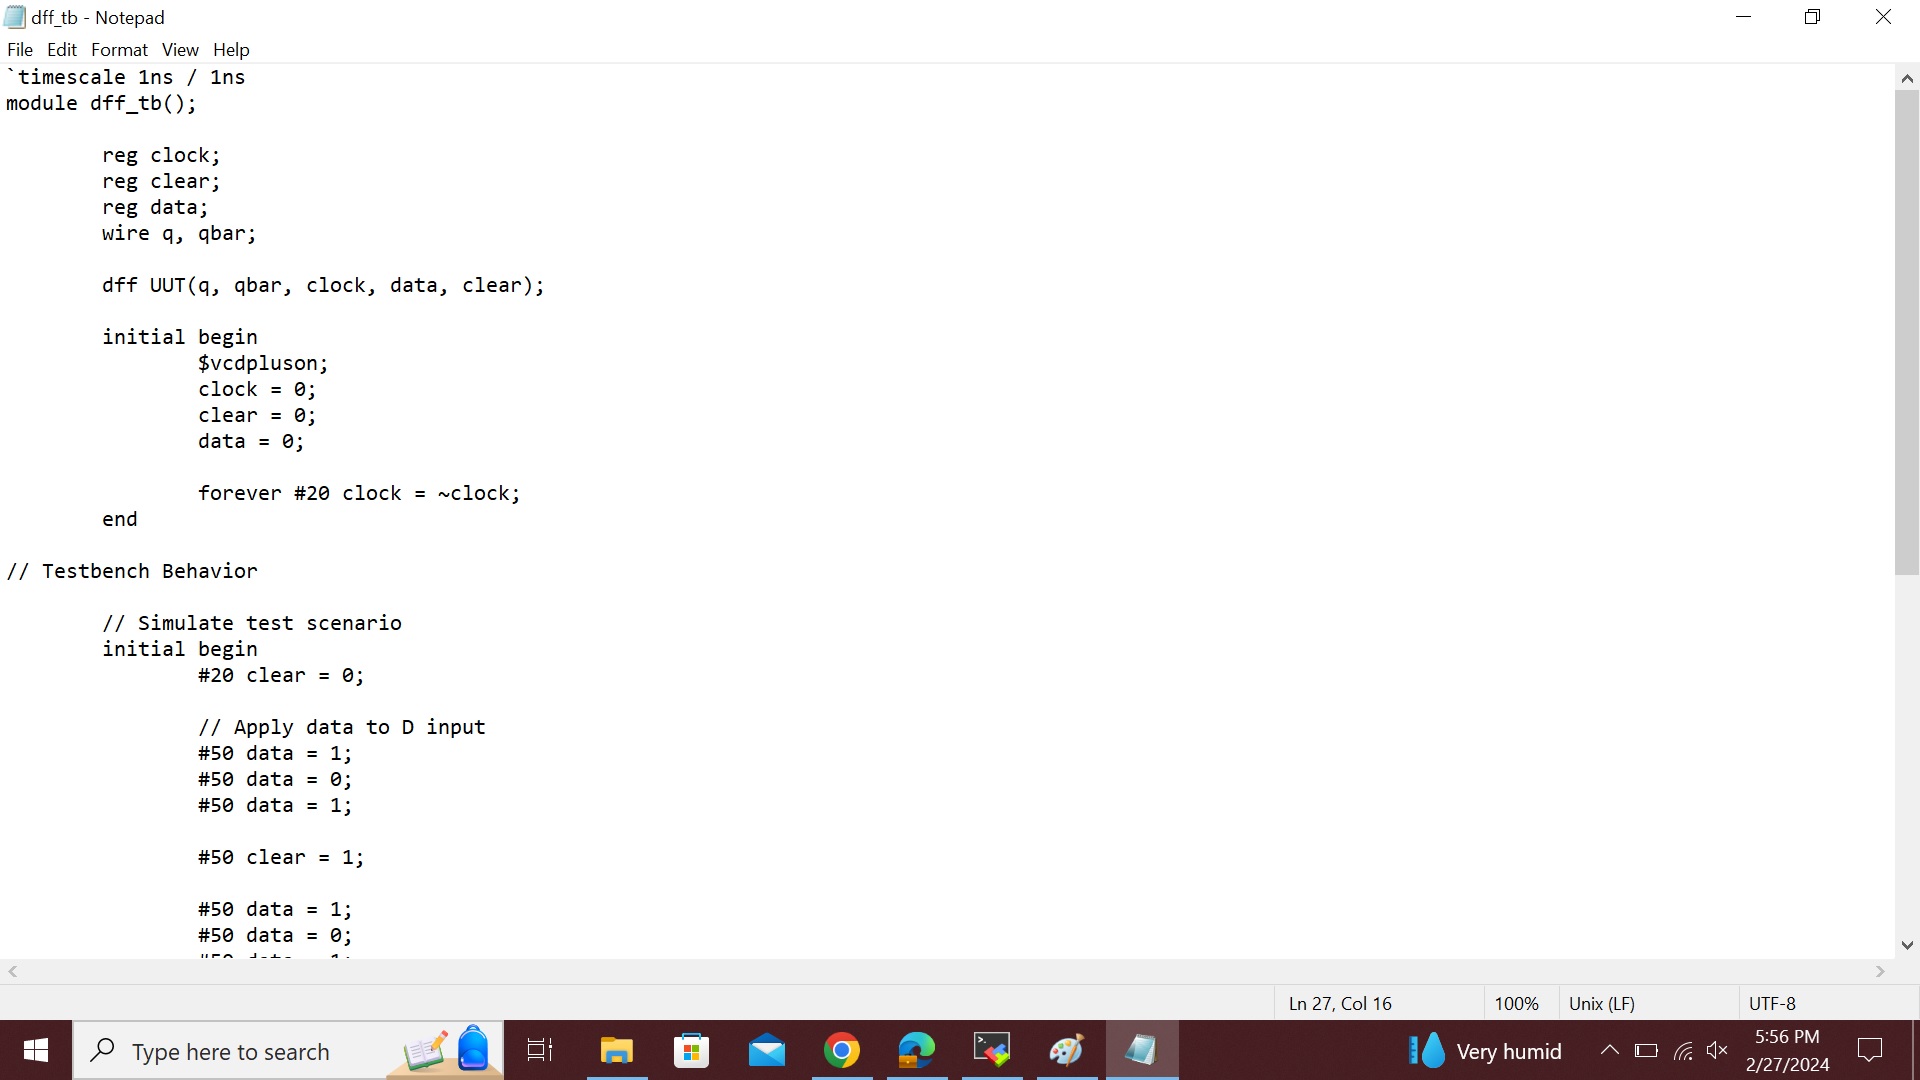 dff_tb - Notepad
File Edit Format View Help
`timescale 1ns / 1ns
module dff_tb();
reg clock;
reg clear;
reg data;
wire q, qbar;
dff UUT(q, qbar, clock, data, clear);
initial begin
$vcdpluson;
clock = 0;
clear = 0;
data = 0;
forever #20 clock = ~clock;
end
// Testbench Behavior
// Simulate test scenario
initial begin
#20 clear = 0;
// Apply data to D input
#50 data = 1;
#50 data = 0;
#50 data = 1;
#50 clear = 1;
#50 data = 1;
#50 data = 0;
Ln 27, Col 16 100% Unix (LF) UTF-8
Type here to search
Very humid
5:56 PM
2/27/2024